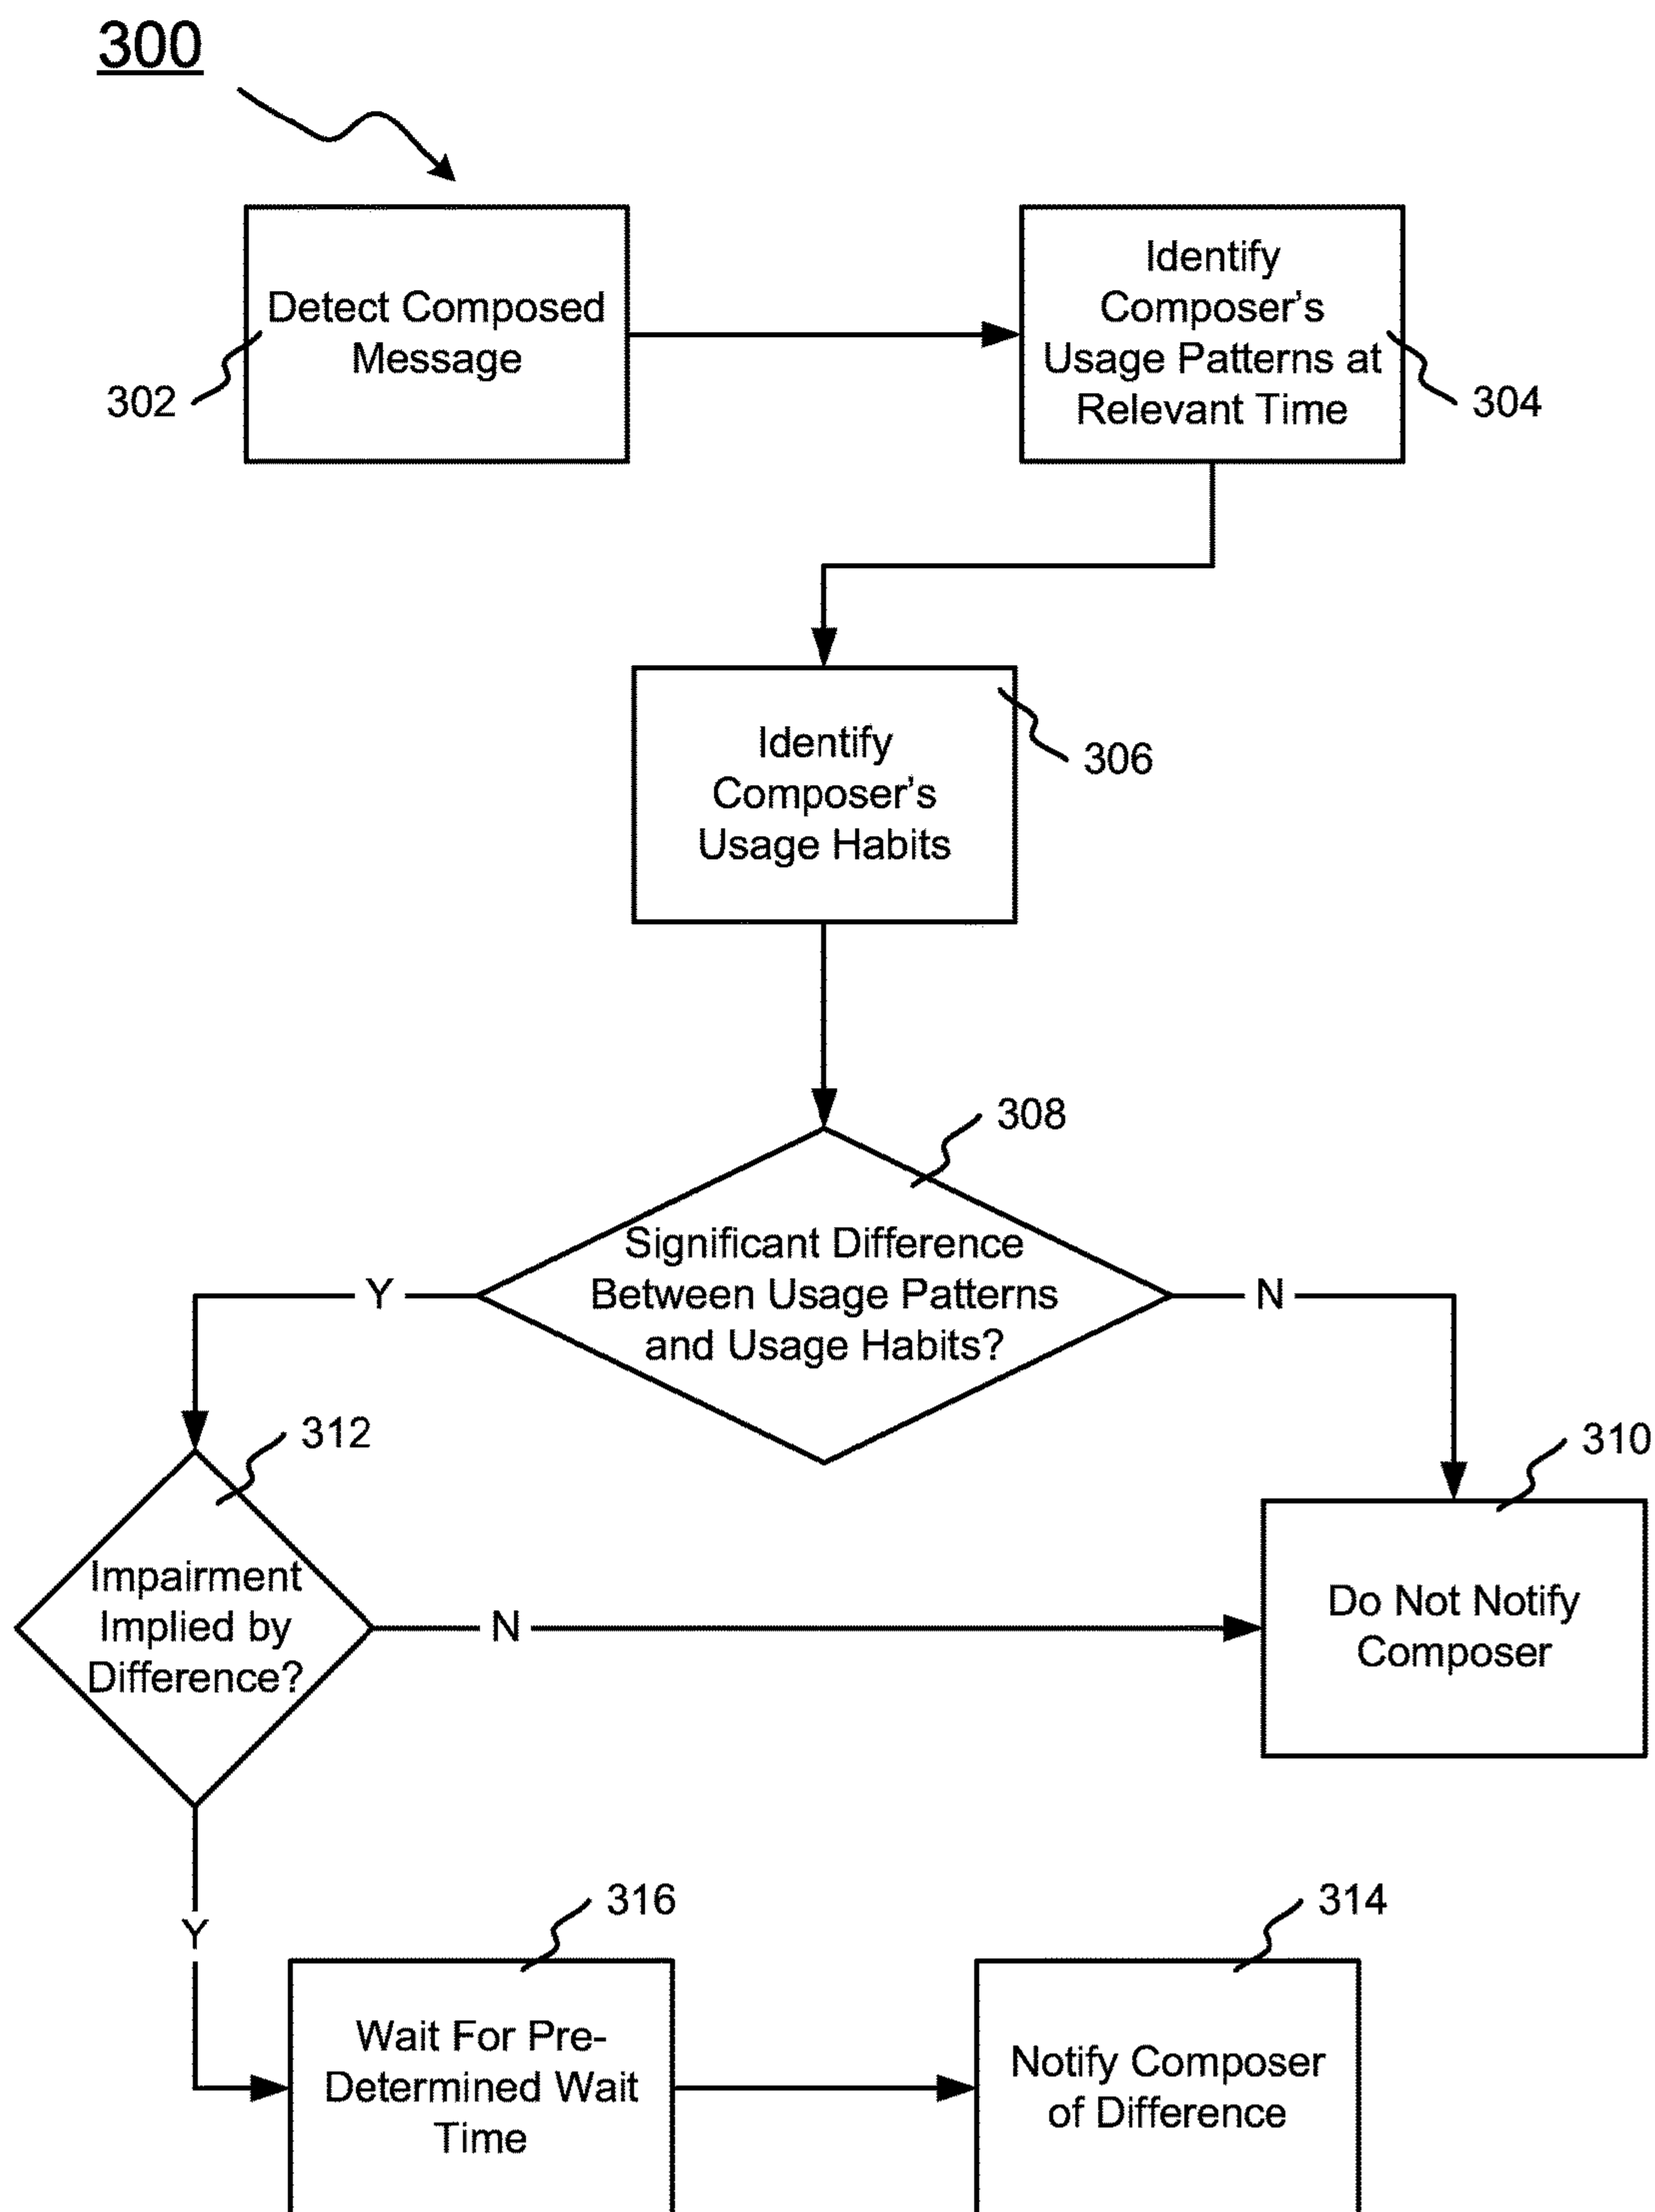 300
Detect Composed
Message
302
Identify
Composer's
Usage Patterns at
Relevant Time
304
Identify
Composer's
Usage Habits
306
308
Significant Difference
Between Usage Patterns
and Usage Habits?
Y
N
312
310
Impairment
Implied by
Difference?
N
Do Not Notify
Composer
Y
316
314
Wait For Pre-
Determined Wait
Time
Notify Composer
of Difference